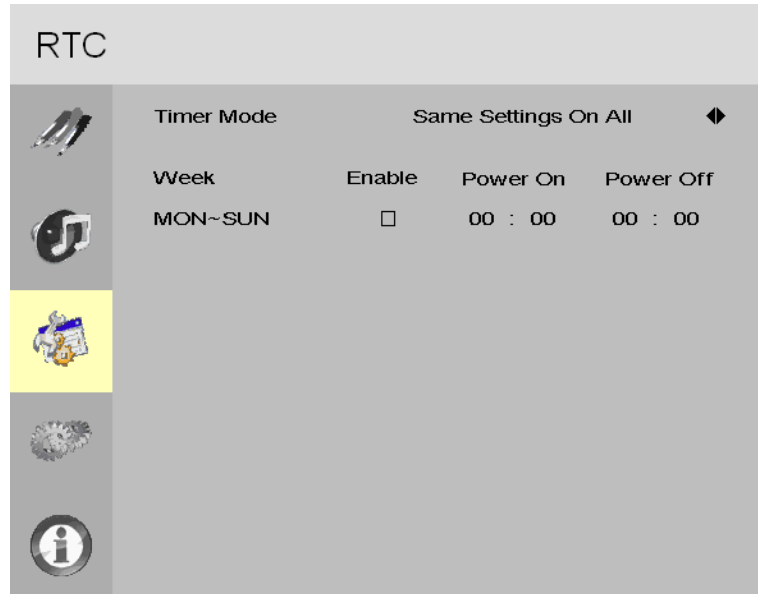 RTC
Timer Mode Same Settings On All
Week Enable Power On Power Off
MON~SUN 00 : 00 00 : 00